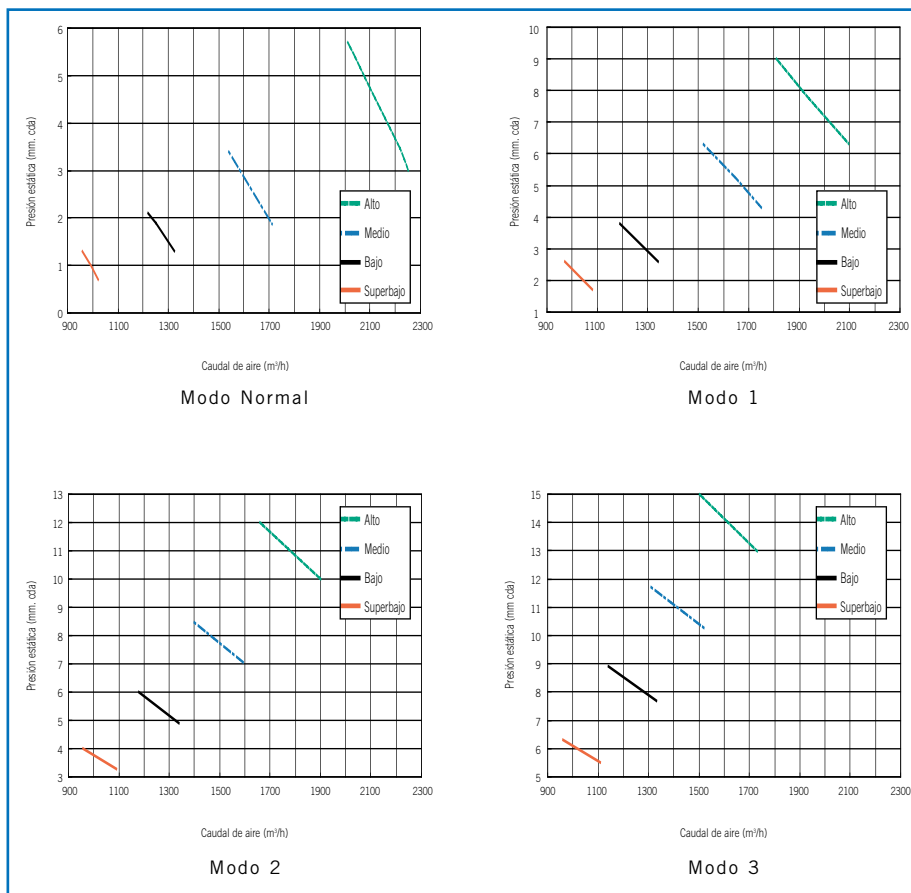 6
5
4
3
2
1
0
Presión estática (mm. cda)
900 1100 1300 1500 1700 1900 2100 2300
Caudal de aire (m³/h)
Alto
Medio
Bajo
Superbajo
Modo Normal
10
9
8
7
6
5
4
3
2
1
Presión estática (mm. cda)
900 1100 1300 1500 1700 1900 2100 2300
Caudal de aire (m³/h)
Alto
Medio
Bajo
Superbajo
Modo 1
13
12
11
10
9
8
7
6
5
4
3
Presión estática (mm. cda)
900 1100 1300 1500 1700 1900 2100 2300
Caudal de aire (m³/h)
Alto
Medio
Bajo
Superbajo
Modo 2
15
14
13
12
11
10
9
8
7
6
5
Presión estática (mm cda)
900 1100 1300 1500 1700 1900 2100 2300
Caudal de aire (m³/h)
Alto
Medio
Bajo
Superbajo
Modo 3